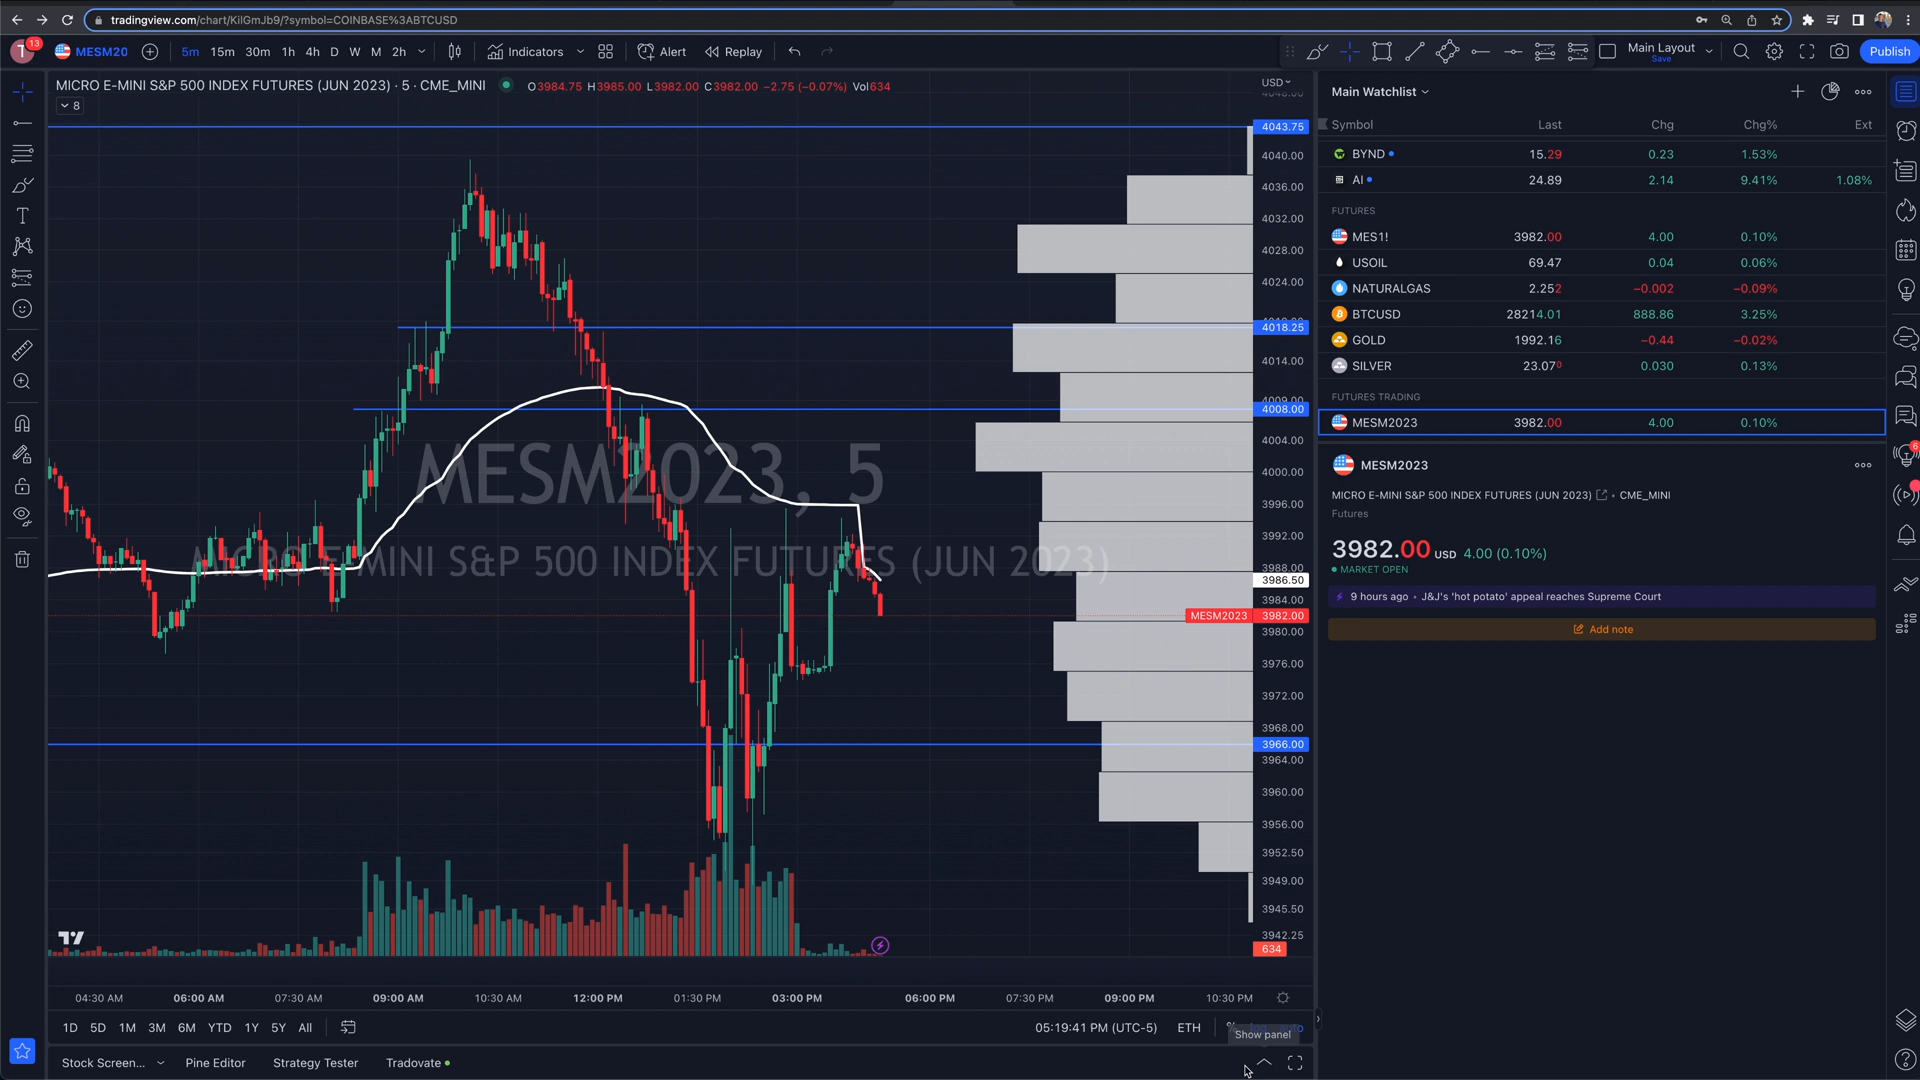 tradingview.com/chart/KilGmJb9/?symbol=COINBASE%3ABTCUSD
T 13 MESM20 5m 15m 30m 1h 4h D W M 2h Indicators Alert Replay Main Layout Save Publish
MICRO E-MINI S&P 500 INDEX FUTURES (JUN 2023) · 5 · CME_MINI O3984.75 H3985.00 L3982.00 C3982.00 −2.75 (−0.07%) Vol634
8
USD
4043.75
4040.00
4036.00
4032.00
4028.00
4024.00
4018.25
4014.00
4008.00
4004.00
4000.00
3996.00
3992.00
3988.00
3986.50
3984.00
MESM2023 3982.00
3980.00
3976.00
3972.00
3968.00
3966.00
3964.00
3960.00
3956.00
3952.50
3949.00
3945.50
3942.25
634
MESM2023, 5
MICRO E-MINI S&P 500 INDEX FUTURES (JUN 2023)
04:30 AM 06:00 AM 07:30 AM 09:00 AM 10:30 AM 12:00 PM 01:30 PM 03:00 PM 06:00 PM 07:30 PM 09:00 PM 10:30 PM
1D 5D 1M 3M 6M YTD 1Y 5Y All 05:19:41 PM (UTC-5) ETH %
Show panel
Stock Screen... Pine Editor Strategy Tester Tradovate
Main Watchlist
Symbol Last Chg Chg% Ext
BYND 15.29 0.23 1.53%
AI 24.89 2.14 9.41% 1.08%
FUTURES
MES1! 3982.00 4.00 0.10%
USOIL 69.47 0.04 0.06%
NATURALGAS 2.252 −0.002 −0.09%
BTCUSD 28214.01 888.86 3.25%
GOLD 1992.16 −0.44 −0.02%
SILVER 23.070 0.030 0.13%
FUTURES TRADING
MESM2023 3982.00 4.00 0.10%
MESM2023
MICRO E-MINI S&P 500 INDEX FUTURES (JUN 2023) • CME_MINI
Futures
3982.00 USD 4.00 (0.10%)
MARKET OPEN
9 hours ago • J&J's 'hot potato' appeal reaches Supreme Court
Add note
6